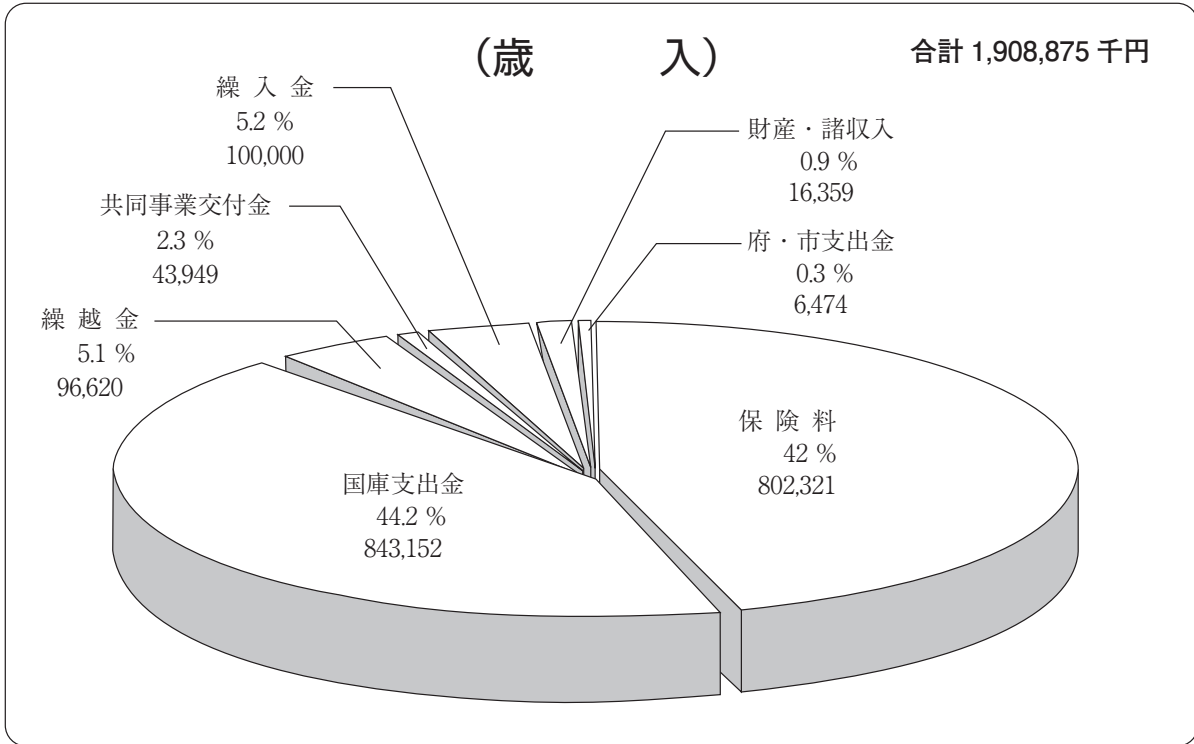 (歳 入)
合計 1,908,875 千円
繰 入 金
5.2 %
100,000
共同事業交付金
2.3 %
43,949
繰 越 金
5.1 %
96,620
財産・諸収入
0.9 %
16,359
府・市支出金
0.3 %
6,474
保 険 料
42 %
802,321
国庫支出金
44.2 %
843,152